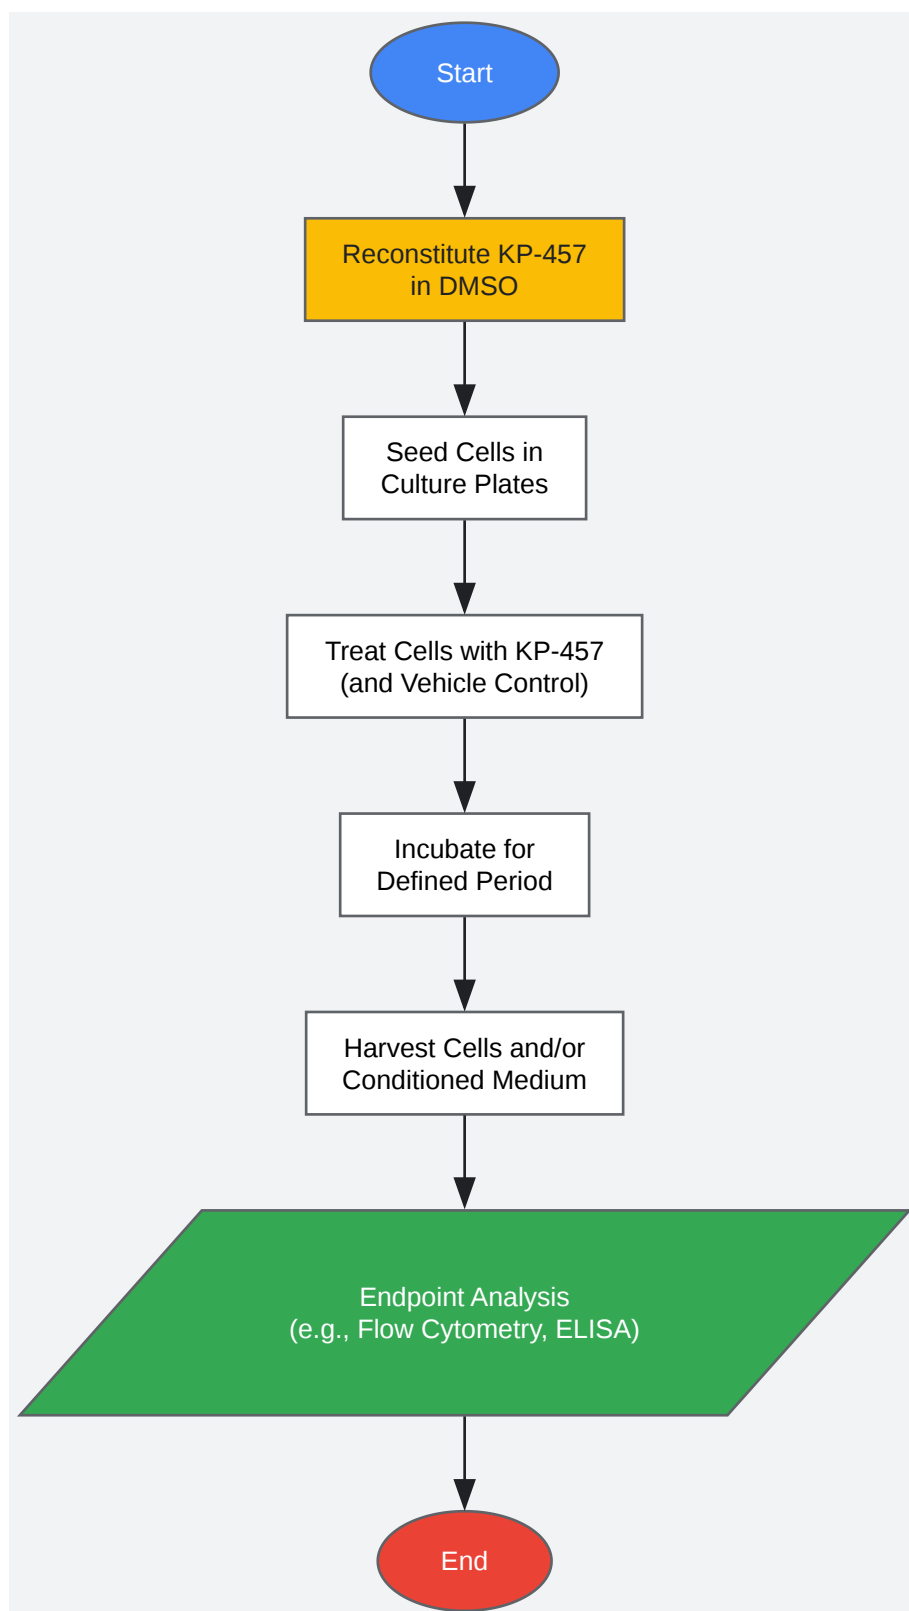 Start
Reconstitute KP-457
in DMSO
Seed Cells in
Culture Plates
Treat Cells with KP-457
(and Vehicle Control)
Incubate for
Defined Period
Harvest Cells and/or
Conditioned Medium
Endpoint Analysis
(e.g., Flow Cytometry, ELISA)
End